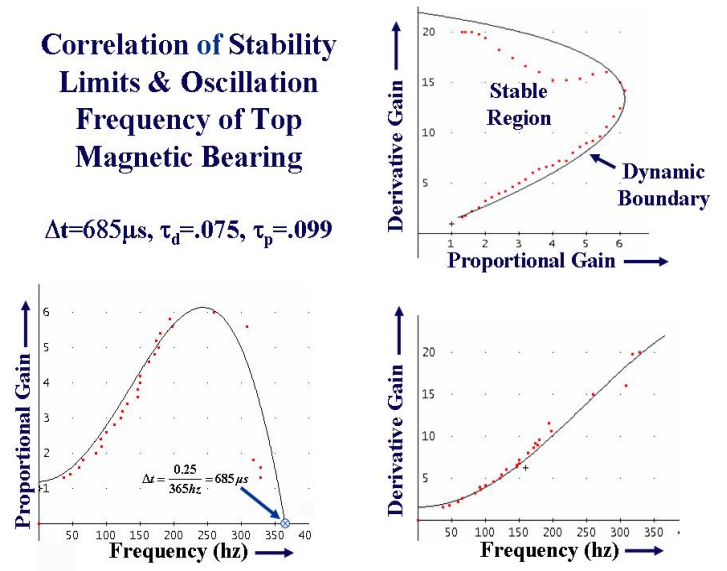 Correlation of Stability
Limits & Oscillation
Frequency of Top
Magnetic Bearing
Δt=685μs, τd=.075, τp=.099
Derivative Gain
20
15
10
5
1 2 3 4 5 6
Proportional Gain
Stable
Region
Dynamic
Boundary
Proportional Gain
6
5
4
3
2
1
50 100 150 200 250 300 350 40
Frequency (hz)
Δt = 0.25 / 365hz = 685 μs
Derivative Gain
20
15
10
5
50 100 150 200 250 300 350
Frequency (hz)